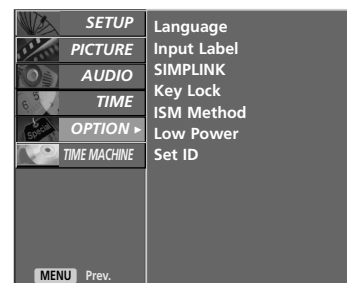 SETUP
PICTURE
AUDIO
TIME
OPTION ▸
TIME MACHINE
Language
Input Label
SIMPLINK
Key Lock
ISM Method
Low Power
Set ID
MENU Prev.